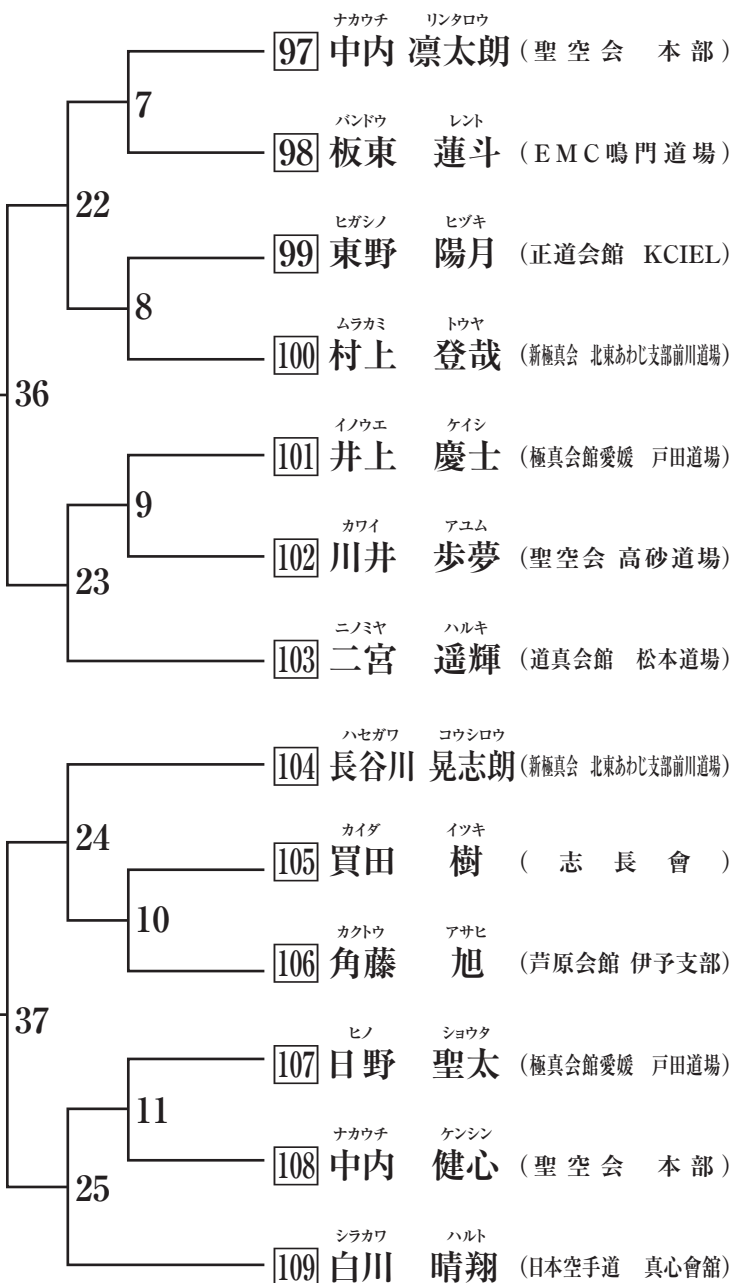 ナカウチ リンタロウ
97 中内 凛太朗 (聖空会 本部)
7
バンドウ レント
98 板東 蓮斗 (EMC鳴門道場)
22
ヒガシノ ヒヅキ
99 東野 陽月 (正道会館 KCIEL)
8
ムラカミ トウヤ
100 村上 登哉 (新極真会 北東あわじ支部前川道場)
36
イノウエ ケイシ
101 井上 慶士 (極真会館愛媛 戸田道場)
9
カワイ アユム
102 川井 歩夢 (聖空会 高砂道場)
23
ニノミヤ ハルキ
103 二宮 遥輝 (道真会館 松本道場)
ハセガワ コウシロウ
104 長谷川 晃志朗 (新極真会 北東あわじ支部前川道場)
24
カイダ イツキ
105 買田 樹 (志長會)
10
カクトウ アサヒ
106 角藤 旭 (芦原会館 伊予支部)
37
ヒノ ショウタ
107 日野 聖太 (極真会館愛媛 戸田道場)
11
ナカウチ ケンシン
108 中内 健心 (聖空会 本部)
25
シラカワ ハルト
109 白川 晴翔 (日本空手道 真心會舘)